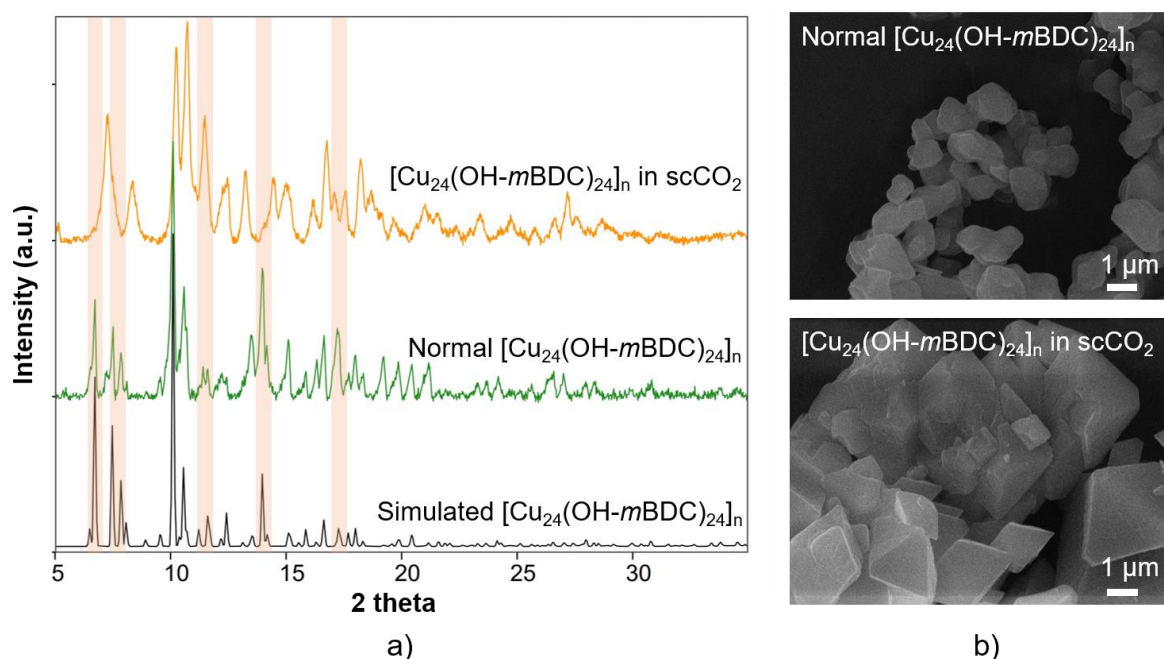 [Cu₂₄(OH-mBDC)₂₄]ₙ in scCO₂
Normal [Cu₂₄(OH-mBDC)₂₄]ₙ
Simulated [Cu₂₄(OH-mBDC)₂₄]ₙ
Intensity (a.u.)
5 10 15 20 25 30
2 theta
a)
Normal [Cu₂₄(OH-mBDC)₂₄]ₙ
1 μm
[Cu₂₄(OH-mBDC)₂₄]ₙ in scCO₂
1 μm
b)